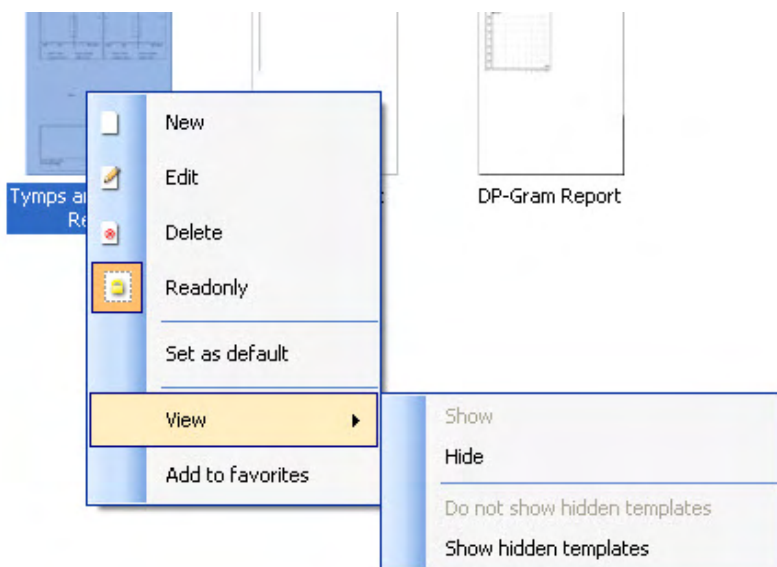 New
Edit
Tymps a
DP-Gram Report
Re
Delete
Readonly
Set as default
View
Show
Hide
Add to favorites
Do not show hidden templates
Show hidden templates